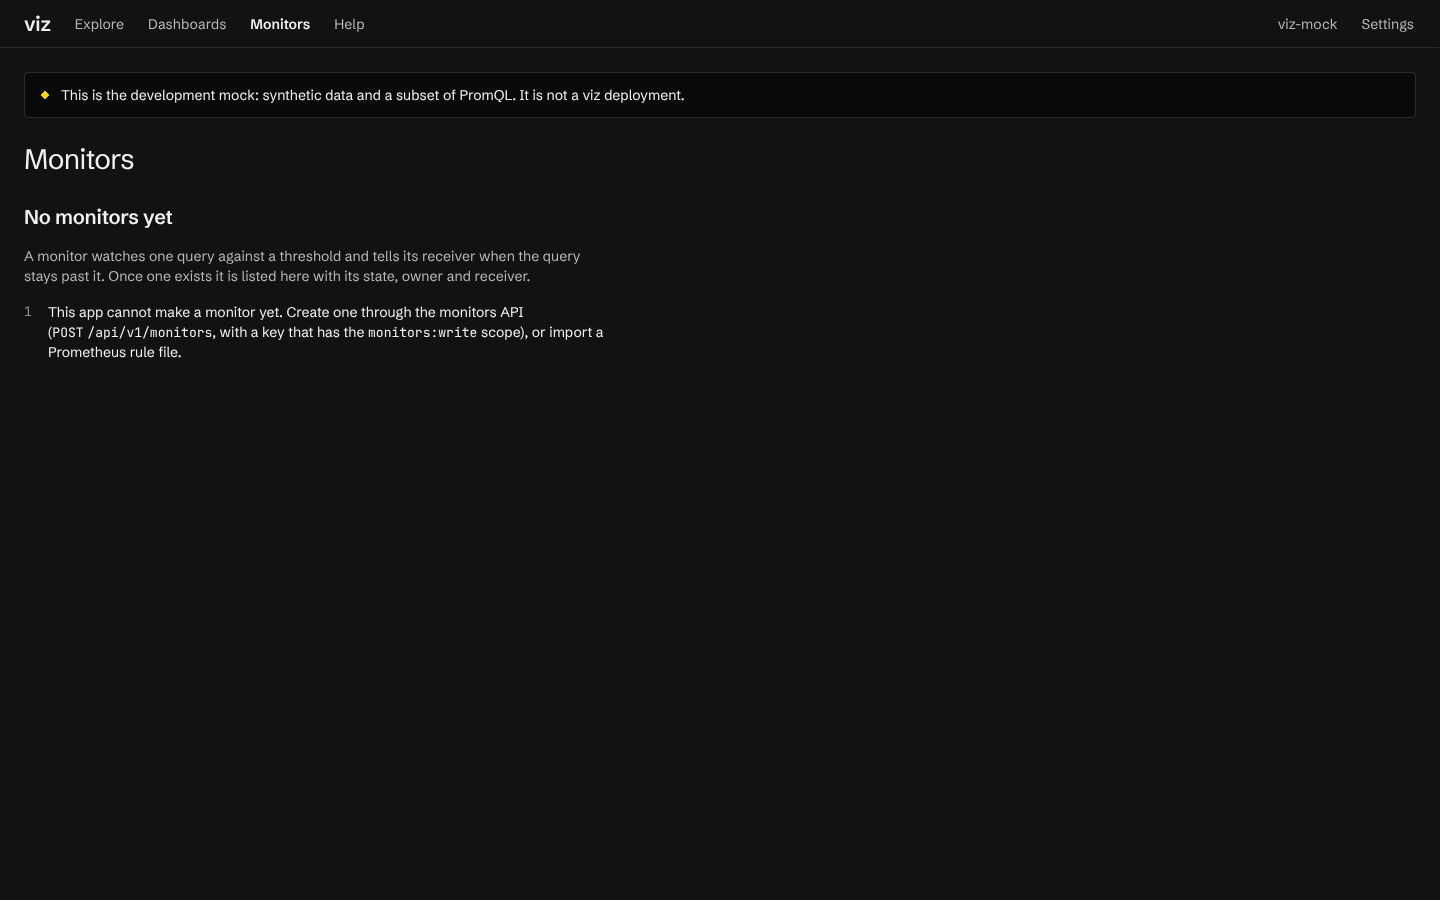 viz Explore Dashboards Monitors Help viz-mock Settings
This is the development mock: synthetic data and a subset of PromQL. It is not a viz deployment.
Monitors
No monitors yet
A monitor watches one query against a threshold and tells its receiver when the query
stays past it. Once one exists it is listed here with its state, owner and receiver.
1 This app cannot make a monitor yet. Create one through the monitors API
(POST /api/v1/monitors, with a key that has the monitors:write scope), or import a
Prometheus rule file.